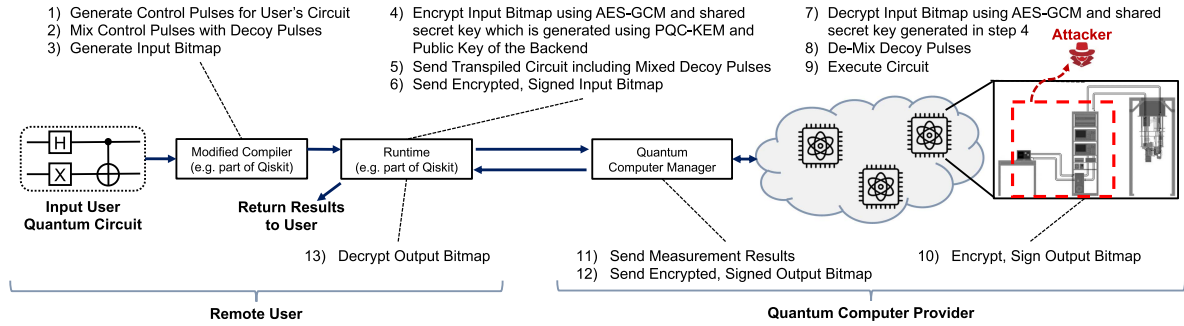 1) Generate Control Pulses for User's Circuit
2) Mix Control Pulses with Decoy Pulses
3) Generate Input Bitmap
4) Encrypt Input Bitmap using AES-GCM and shared
secret key which is generated using PQC-KEM and
Public Key of the Backend
5) Send Transpiled Circuit including Mixed Decoy Pulses
6) Send Encrypted, Signed Input Bitmap
7) Decrypt Input Bitmap using AES-GCM and shared
secret key generated in step 4
8) De-Mix Decoy Pulses
9) Execute Circuit
Attacker
H
X
Input User
Quantum Circuit
Modified Compiler
(e.g. part of Qiskit)
Runtime
(e.g. part of Qiskit)
Quantum
Computer Manager
Return Results
to User
13) Decrypt Output Bitmap
11) Send Measurement Results
12) Send Encrypted, Signed Output Bitmap
10) Encrypt, Sign Output Bitmap
Remote User
Quantum Computer Provider